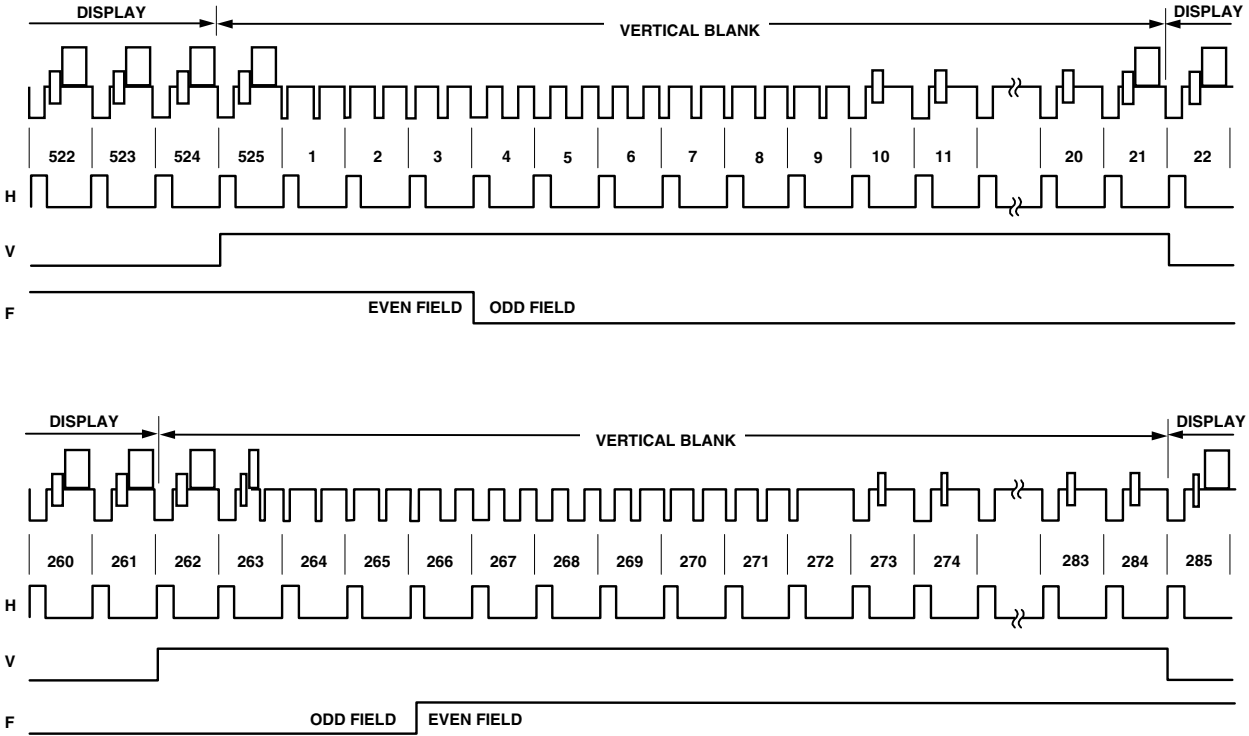 DISPLAY VERTICAL BLANK DISPLAY
522 523 524 525 1 2 3 4 5 6 7 8 9 10 11 20 21 22
H
V
F
EVEN FIELD ODD FIELD
DISPLAY VERTICAL BLANK DISPLAY
260 261 262 263 264 265 266 267 268 269 270 271 272 273 274 283 284 285
H
V
F
ODD FIELD EVEN FIELD